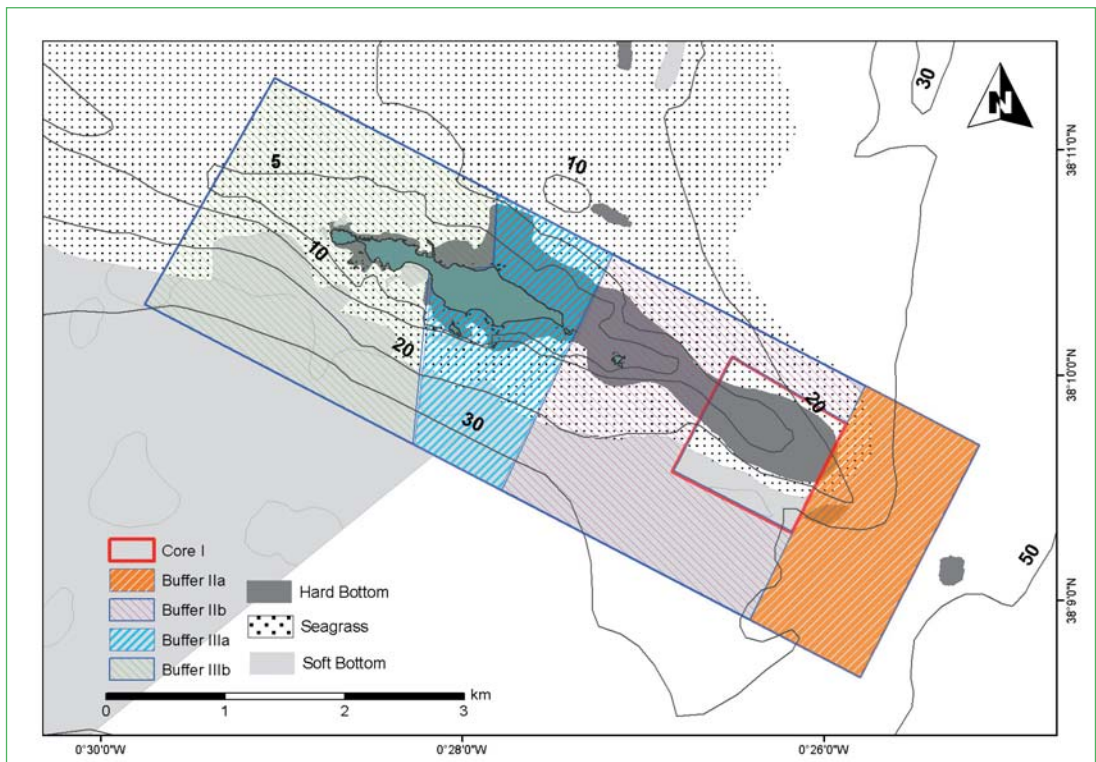 30
N
10
38°11'0"N
5
10
20
38°10'0"N
20
30
50
38°9'0"N
Core I
Buffer IIa
Buffer IIb
Buffer IIIa
Buffer IIIb
Hard Bottom
Seagrass
Soft Bottom
km
0 1 2 3
0°30'0"W 0°28'0"W 0°26'0"W